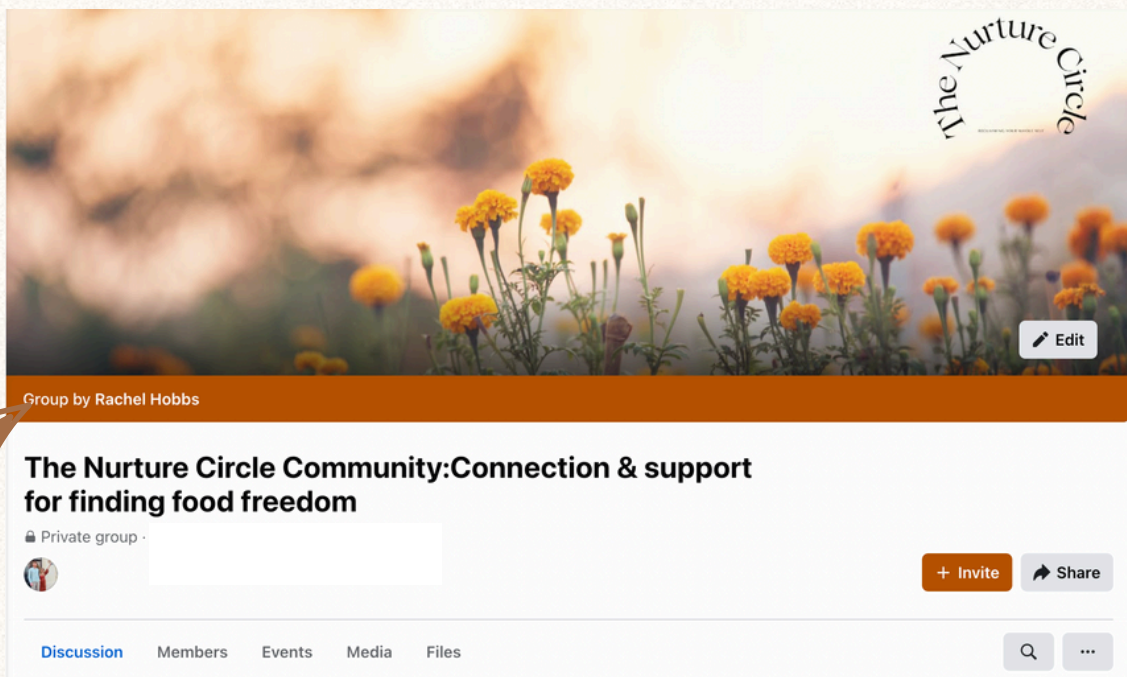 The Nurture Circle
Edit
Group by Rachel Hobbs
The Nurture Circle Community:Connection & support
for finding food freedom
Private group ·
+ Invite
Share
Discussion Members Events Media Files